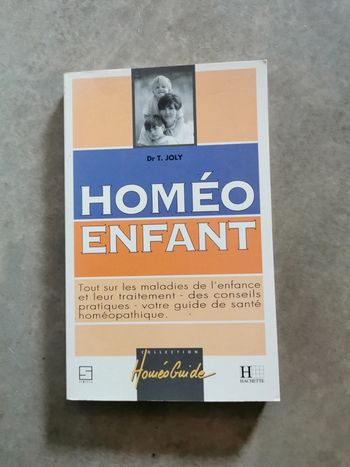 Dr T. JOLY
HOMÉO
ENFANT
Tout sur les maladies de l'enfance
et leur traitement - des conseils
pratiques - votre guide de santé
homéopathique.
COLLECTION
HoméoGuide
S
H
HACHETTE